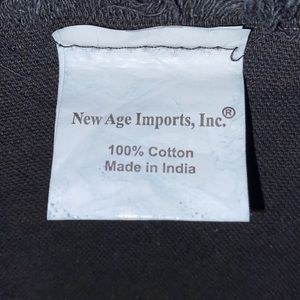 New Age Imports, Inc.®
100% Cotton
Made in India